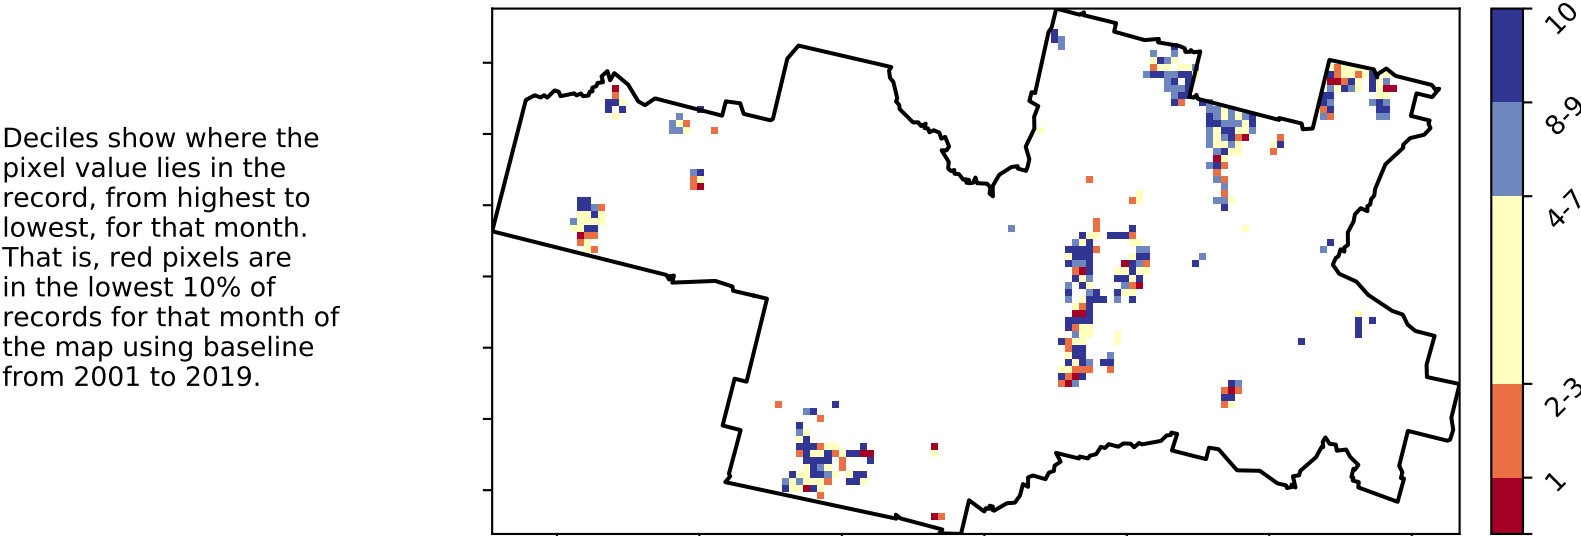 Deciles show where the
pixel value lies in the
record, from highest to
lowest, for that month.
That is, red pixels are
in the lowest 10% of
records for that month of
the map using baseline
from 2001 to 2019.
10
8-9
4-7
2-3
1